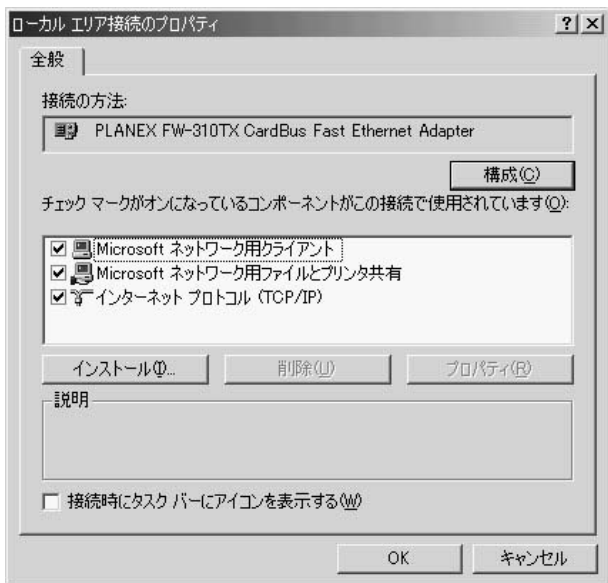 ローカル エリア接続のプロパティ
全般
接続の方法:
PLANEX FW-310TX CardBus Fast Ethernet Adapter
構成(C)
チェック マークがオンになっているコンポーネントがこの接続で使用されています(O):
Microsoft ネットワーク用クライアント
Microsoft ネットワーク用ファイルとプリンタ共有
インターネット プロトコル (TCP/IP)
インストール(I)... 削除(U) プロパティ(R)
説明
接続時にタスク バーにアイコンを表示する(W)
OK キャンセル